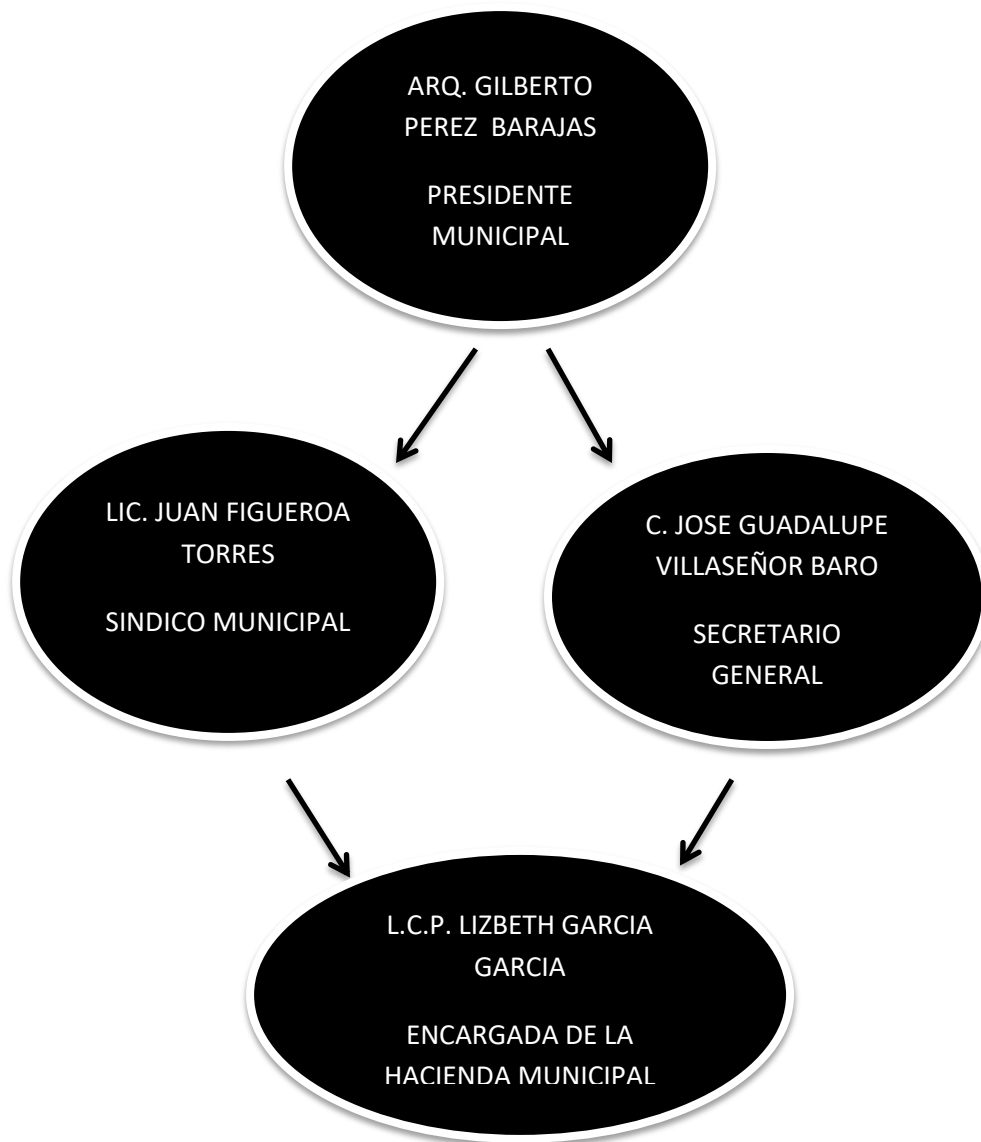 ARQ. GILBERTO
PEREZ  BARAJAS
PRESIDENTE
MUNICIPAL
LIC. JUAN FIGUEROA
TORRES
SINDICO MUNICIPAL
C. JOSE GUADALUPE
VILLASEÑOR BARO
SECRETARIO
GENERAL
L.C.P. LIZBETH GARCIA
GARCIA
ENCARGADA DE LA
HACIENDA MUNICIPAL